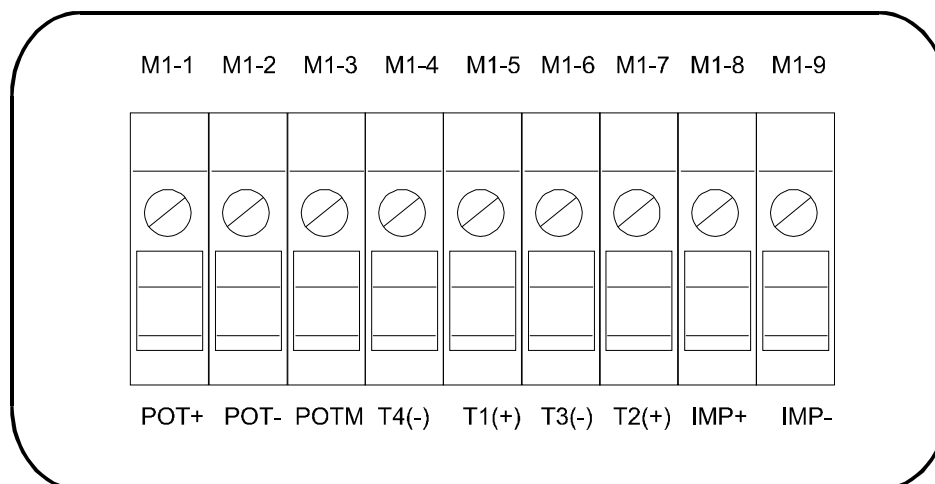 M1-1 M1-2 M1-3 M1-4 M1-5 M1-6 M1-7 M1-8 M1-9
POT+ POT- POTM T4(-) T1(+) T3(-) T2(+) IMP+ IMP-